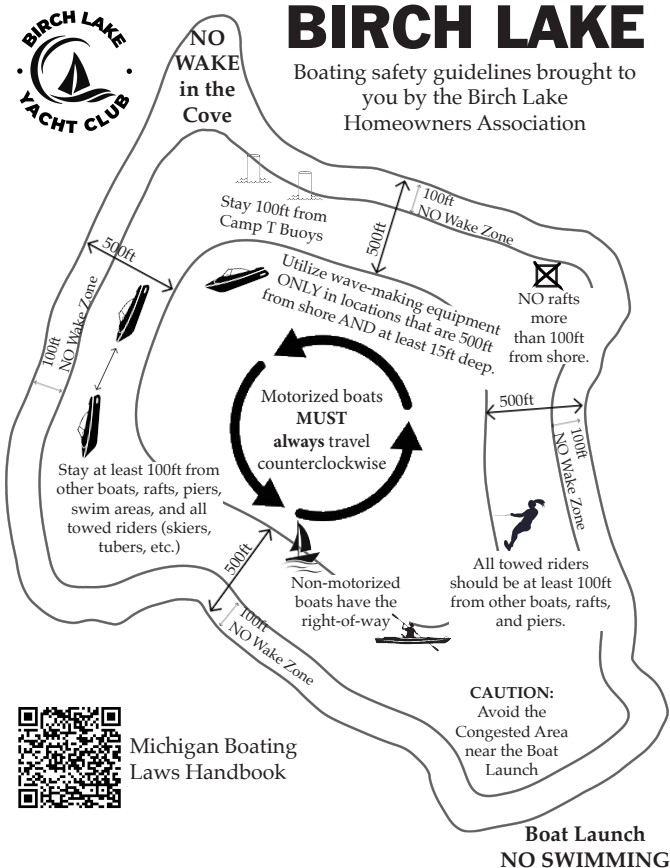 BIRCH LAKE
YACHT CLUB
BIRCH LAKE
Boating safety guidelines brought to
you by the Birch Lake
Homeowners Association
NO
WAKE
in the
Cove
Stay 100ft from
Camp T Buoys
500ft
100ft
NO Wake Zone
500ft
100ft
NO Wake Zone
Utilize wave-making equipment
ONLY in locations that are 500ft
from shore AND at least 15ft deep.
NO rafts
more
than 100ft
from shore.
Motorized boats
MUST
always travel
counterclockwise
500ft
100ft
NO Wake Zone
Stay at least 100ft from
other boats, rafts, piers,
swim areas, and all
towed riders (skiers,
tubers, etc.)
500ft
100ft
NO Wake Zone
Non-motorized
boats have the
right-of-way
All towed riders
should be at least 100ft
from other boats, rafts,
and piers.
CAUTION:
Avoid the
Congested Area
near the Boat
Launch
Michigan Boating
Laws Handbook
Boat Launch
NO SWIMMING